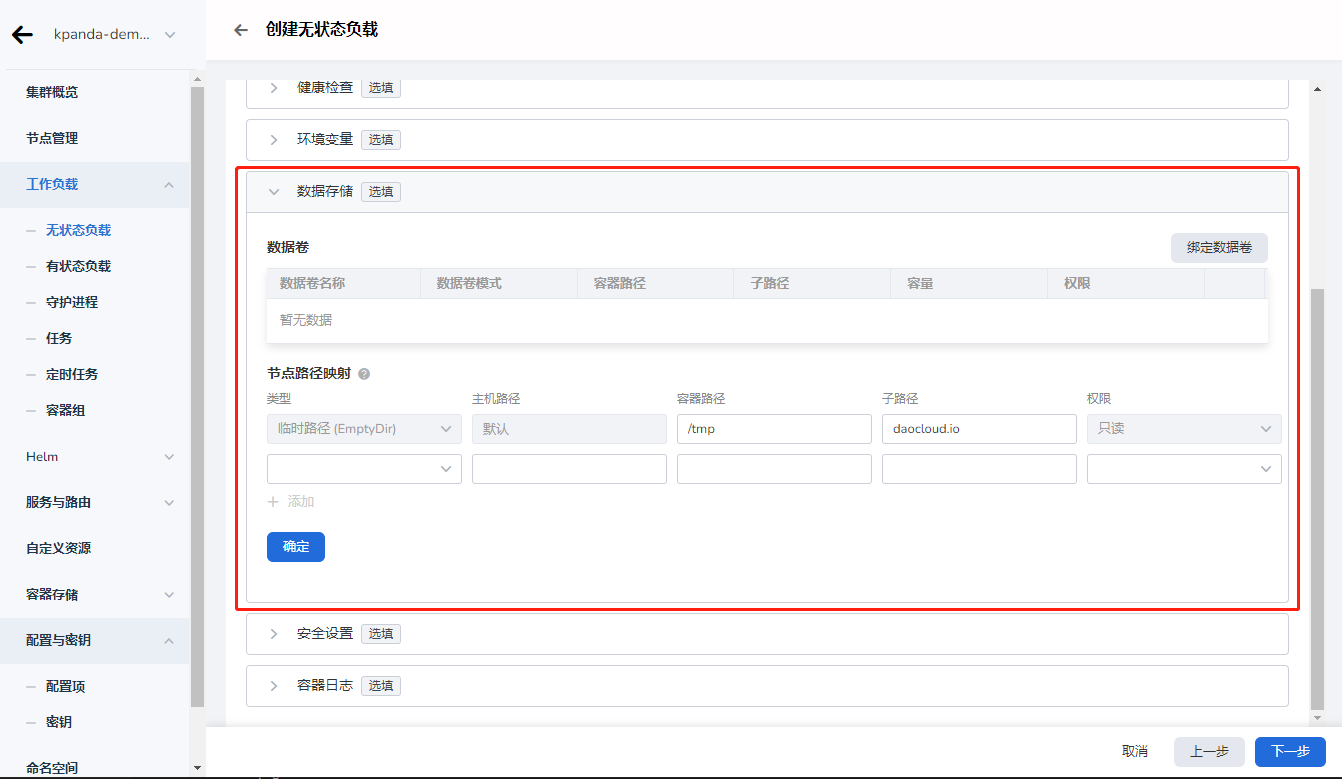 kpanda-dem...
创建无状态负载
集群概览
节点管理
工作负载
无状态负载
有状态负载
守护进程
任务
定时任务
容器组
Helm
服务与路由
自定义资源
容器存储
配置与密钥
配置项
密钥
命名空间
健康检查 选填
环境变量 选填
数据存储 选填
数据卷 绑定数据卷
数据卷名称 数据卷模式 容器路径 子路径 容量 权限
暂无数据
节点路径映射 ?
类型 主机路径 容器路径 子路径 权限
临时路径 (EmptyDir) 默认 /tmp daocloud.io 只读
+ 添加
确定
安全设置 选填
容器日志 选填
取消 上一步 下一步